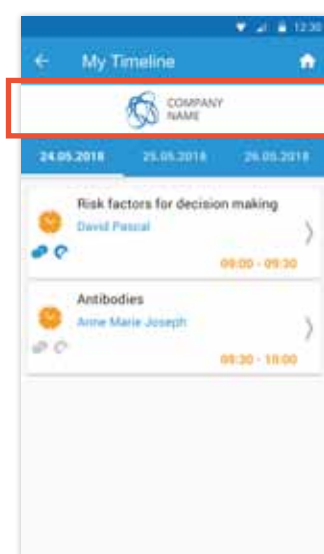 12:30
My Timeline
COMPANY
NAME
24.05.2018
25.05.2018
26.05.2018
Risk factors for decision making
David Pascal
09:00 - 09:30
Antibodies
Anne Marie Joseph
09:30 - 10:00